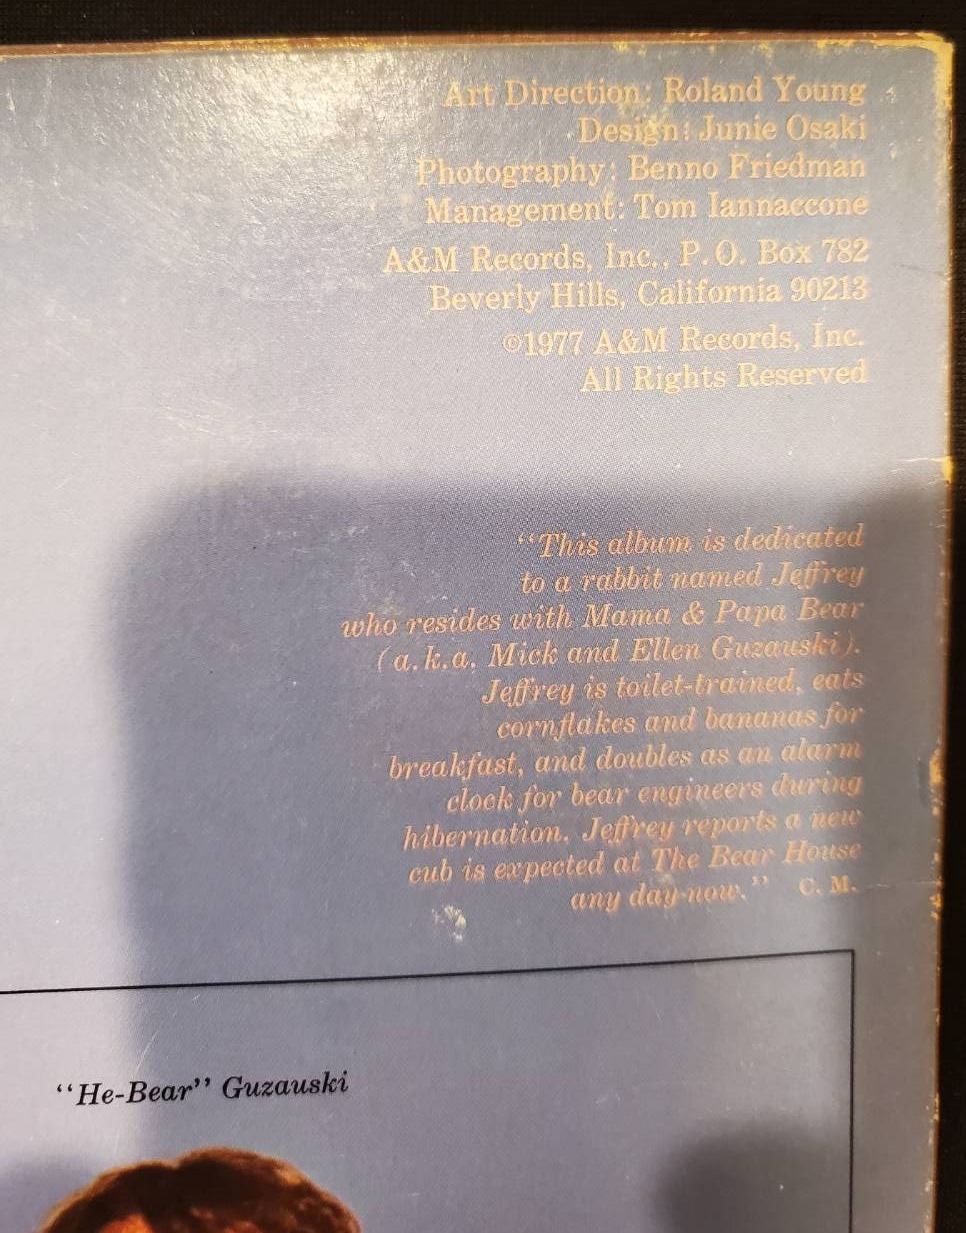 Art Direction: Roland Young
Design: Junie Osaki
Photography: Benno Friedman
Management: Tom Iannaccone
A&M Records, Inc., P.O. Box 782
Beverly Hills, California 90213
©1977 A&M Records, Inc.
All Rights Reserved
“This album is dedicated
to a rabbit named Jeffrey
who resides with Mama & Papa Bear
(a.k.a. Mick and Ellen Guzauski).
Jeffrey is toilet-trained, eats
cornflakes and bananas for
breakfast, and doubles as an alarm
clock for bear engineers during
hibernation. Jeffrey reports a new
cub is expected at The Bear House
any day now.” C. M.
“He-Bear” Guzauski